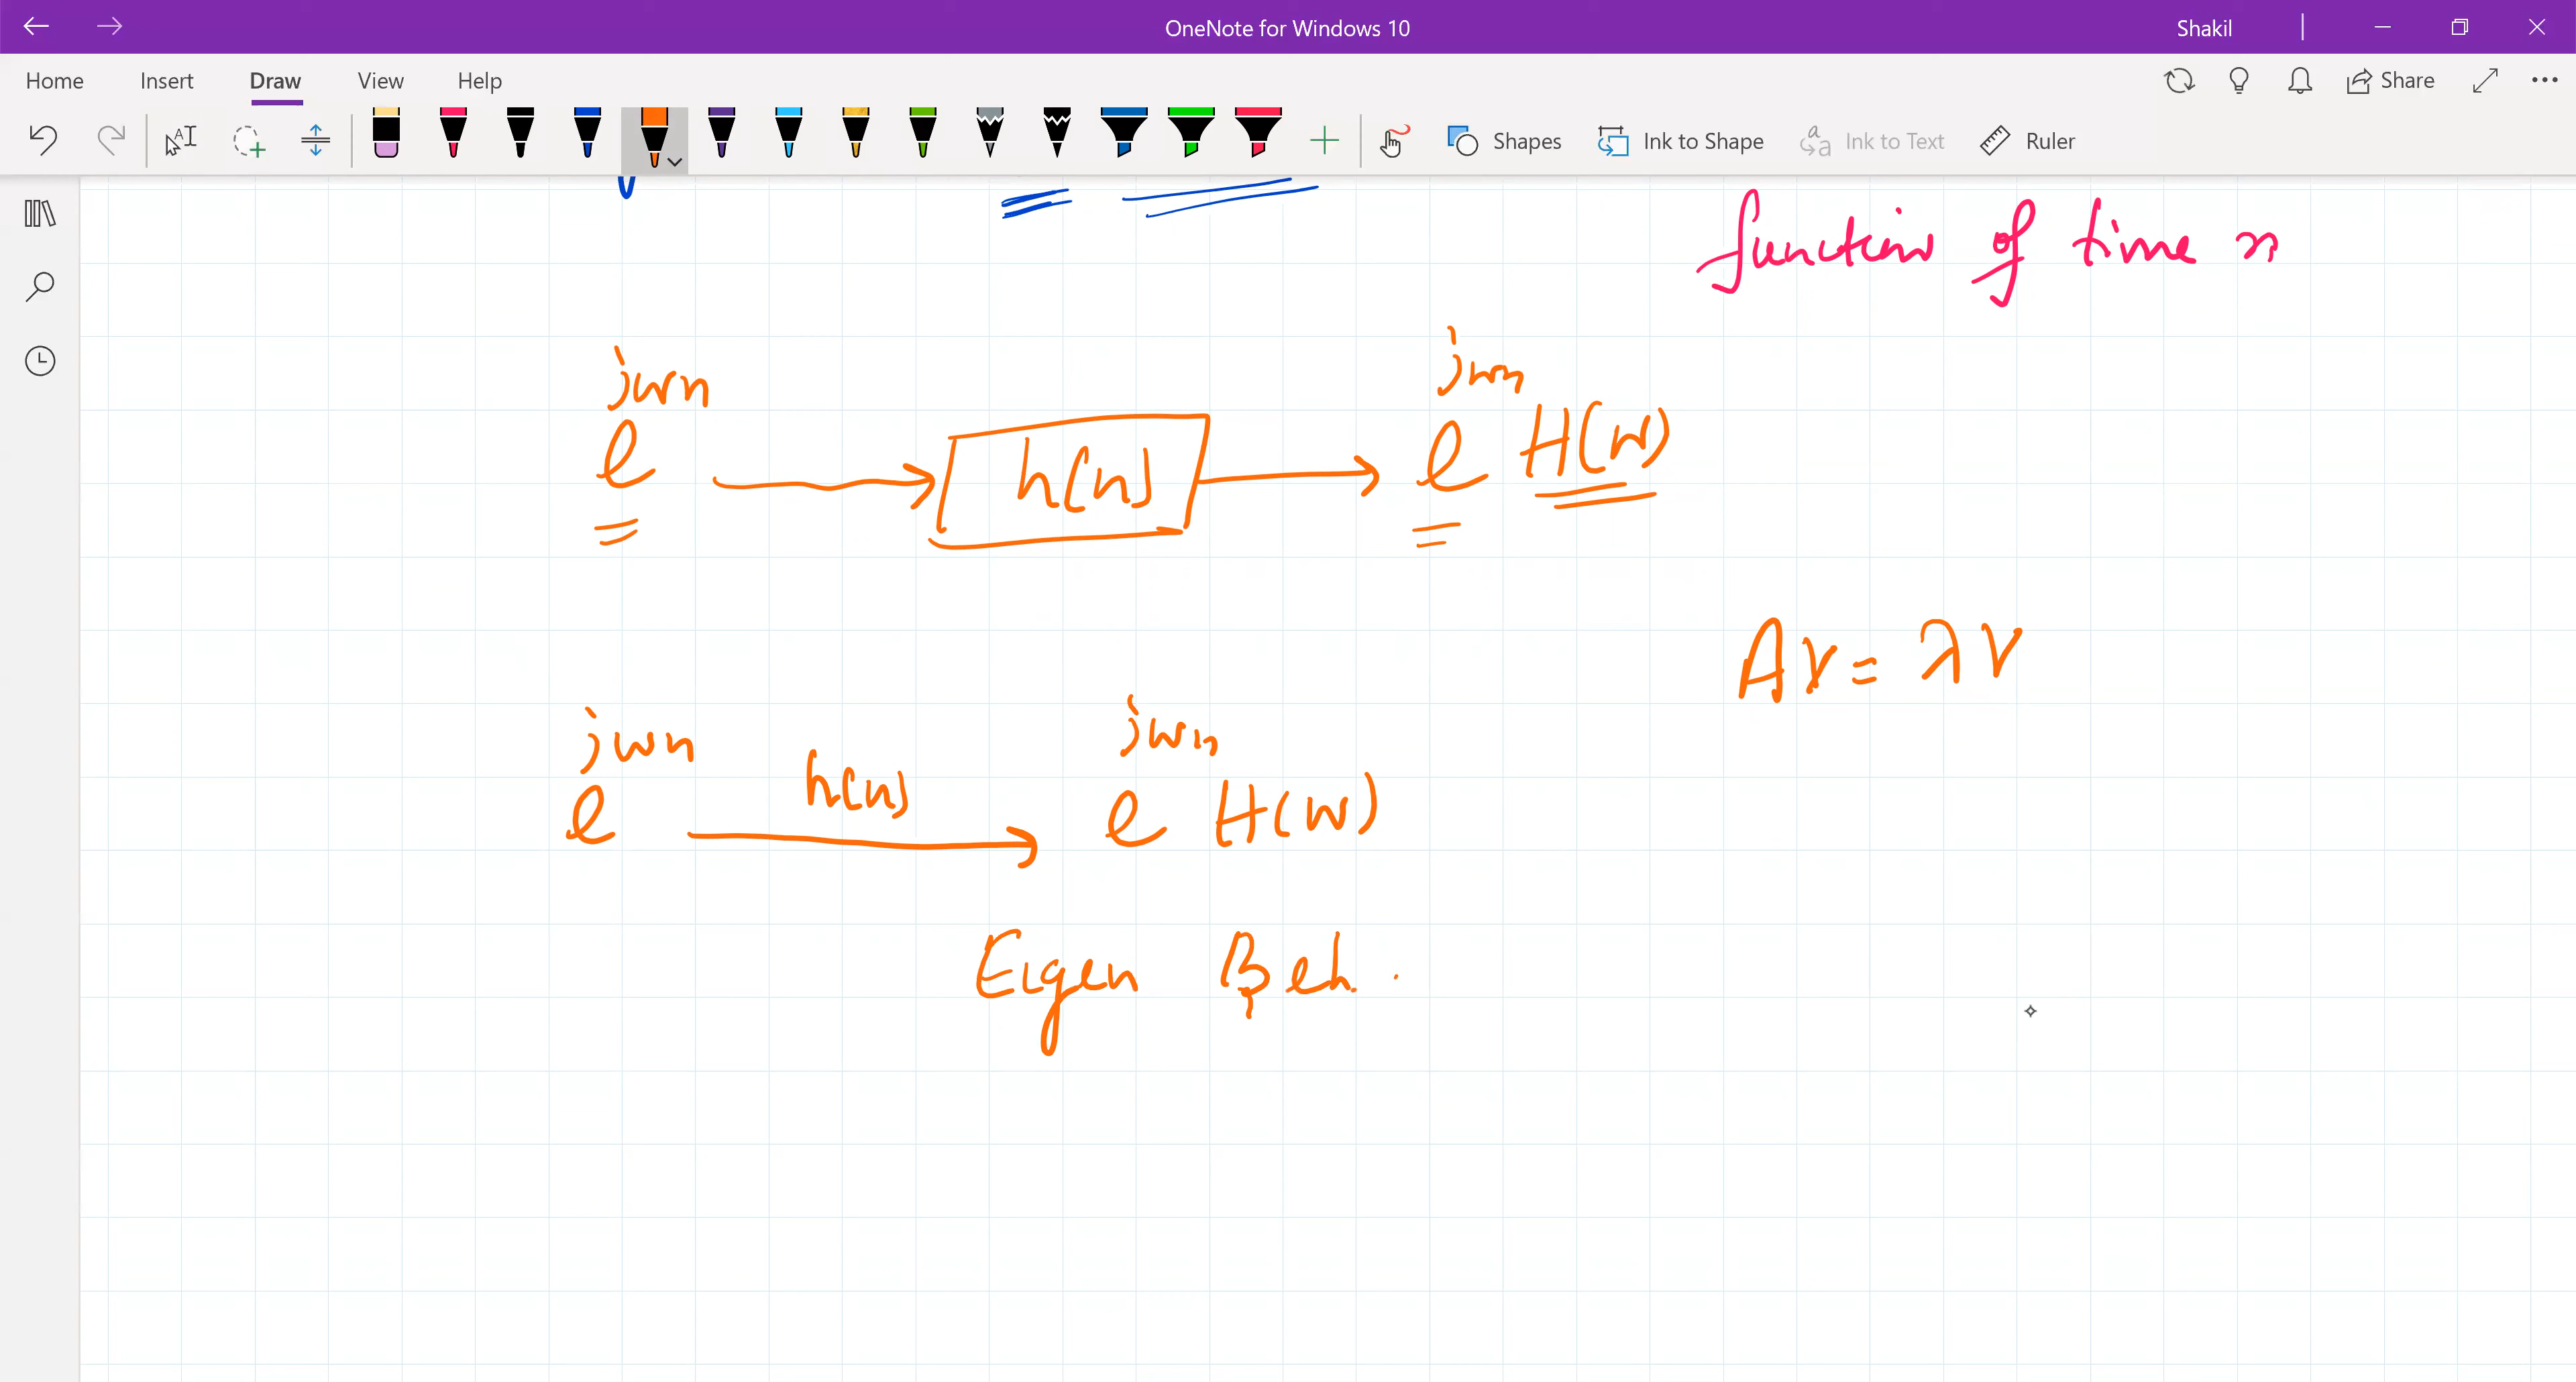 OneNote for Windows 10
Shakil
Home Insert Draw View Help
Share
Shapes Ink to Shape Ink to Text Ruler
function of time n
e^{jwn} → h[n] → e^{jwn} H(w)
Av = λv
e^{jwn} h[n] → e^{jwn} H(w)
Eigen Beh.